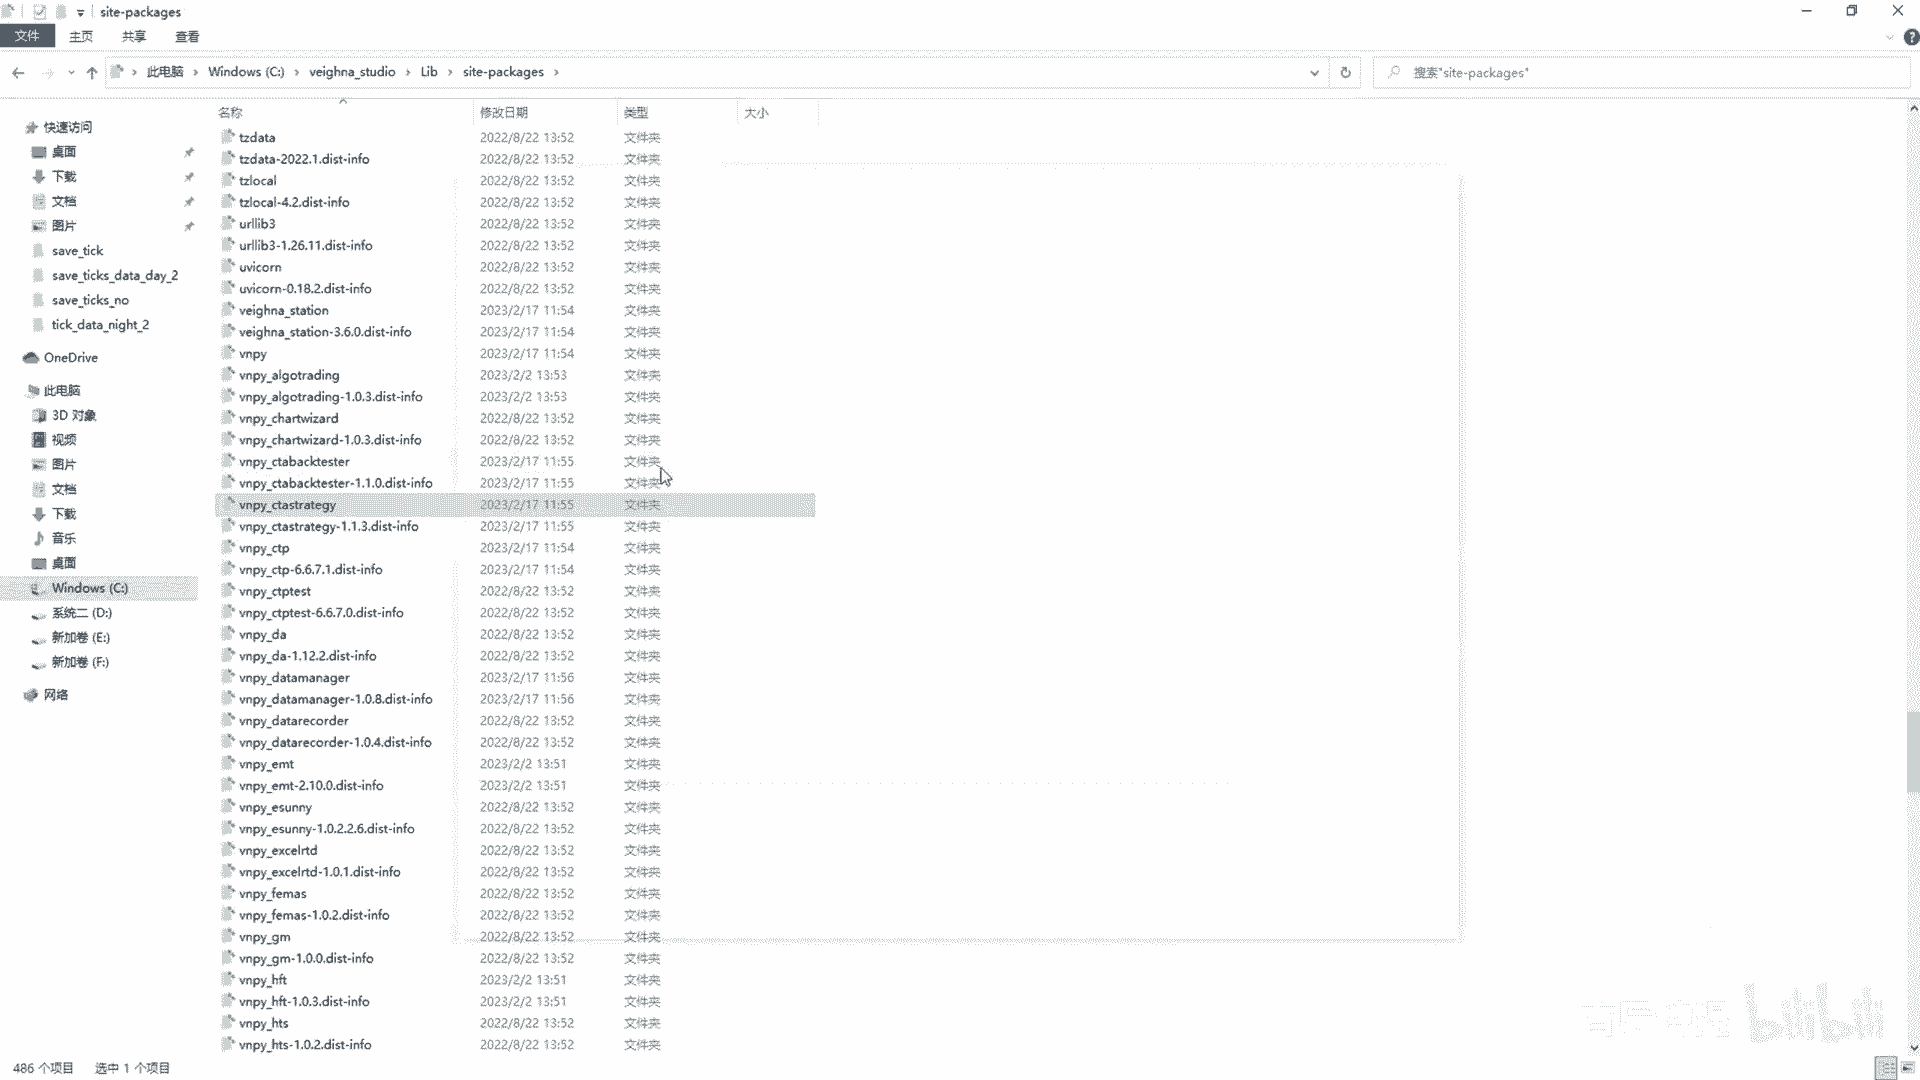 site-packages
文件 主页 共享 查看
此电脑 › Windows (C:) › veighna_studio › Lib › site-packages ›
搜索"site-packages"
快速访问
桌面
下载
文档
图片
save_tick
save_ticks_data_day_2
save_ticks_no
tick_data_night_2
OneDrive
此电脑
3D 对象
视频
图片
文档
下载
音乐
桌面
Windows (C:)
系统二 (D:)
新加卷 (E:)
新加卷 (F:)
网络
名称 修改日期 类型 大小
tzdata 2022/8/22 13:52 文件夹
tzdata-2022.1.dist-info 2022/8/22 13:52 文件夹
tzlocal 2022/8/22 13:52 文件夹
tzlocal-4.2.dist-info 2022/8/22 13:52 文件夹
urllib3 2022/8/22 13:52 文件夹
urllib3-1.26.11.dist-info 2022/8/22 13:52 文件夹
uvicorn 2022/8/22 13:52 文件夹
uvicorn-0.18.2.dist-info 2022/8/22 13:52 文件夹
veighna_station 2023/2/17 11:54 文件夹
veighna_station-3.6.0.dist-info 2023/2/17 11:54 文件夹
vnpy 2023/2/17 11:54 文件夹
vnpy_algotrading 2023/2/2 13:53 文件夹
vnpy_algotrading-1.0.3.dist-info 2023/2/2 13:53 文件夹
vnpy_chartwizard 2022/8/22 13:52 文件夹
vnpy_chartwizard-1.0.3.dist-info 2022/8/22 13:52 文件夹
vnpy_ctabacktester 2023/2/17 11:55 文件夹
vnpy_ctabacktester-1.1.0.dist-info 2023/2/17 11:55 文件夹
vnpy_ctastrategy 2023/2/17 11:55 文件夹
vnpy_ctastrategy-1.1.3.dist-info 2023/2/17 11:55 文件夹
vnpy_ctp 2023/2/17 11:54 文件夹
vnpy_ctp-6.6.7.1.dist-info 2023/2/17 11:54 文件夹
vnpy_ctptest 2022/8/22 13:52 文件夹
vnpy_ctptest-6.6.7.0.dist-info 2022/8/22 13:52 文件夹
vnpy_da 2022/8/22 13:52 文件夹
vnpy_da-1.12.2.dist-info 2022/8/22 13:52 文件夹
vnpy_datamanager 2023/2/17 11:56 文件夹
vnpy_datamanager-1.0.8.dist-info 2023/2/17 11:56 文件夹
vnpy_datarecorder 2022/8/22 13:52 文件夹
vnpy_datarecorder-1.0.4.dist-info 2022/8/22 13:52 文件夹
vnpy_emt 2023/2/2 13:51 文件夹
vnpy_emt-2.10.0.dist-info 2023/2/2 13:51 文件夹
vnpy_esunny 2022/8/22 13:52 文件夹
vnpy_esunny-1.0.2.2.6.dist-info 2022/8/22 13:52 文件夹
vnpy_excelrtd 2022/8/22 13:52 文件夹
vnpy_excelrtd-1.0.1.dist-info 2022/8/22 13:52 文件夹
vnpy_femas 2022/8/22 13:52 文件夹
vnpy_femas-1.0.2.dist-info 2022/8/22 13:52 文件夹
vnpy_gm 2022/8/22 13:52 文件夹
vnpy_gm-1.0.0.dist-info 2022/8/22 13:52 文件夹
vnpy_hft 2023/2/2 13:51 文件夹
vnpy_hft-1.0.3.dist-info 2023/2/2 13:51 文件夹
vnpy_hts 2022/8/22 13:52 文件夹
vnpy_hts-1.0.2.dist-info 2022/8/22 13:52 文件夹
bilibili
486 个项目 选中 1 个项目